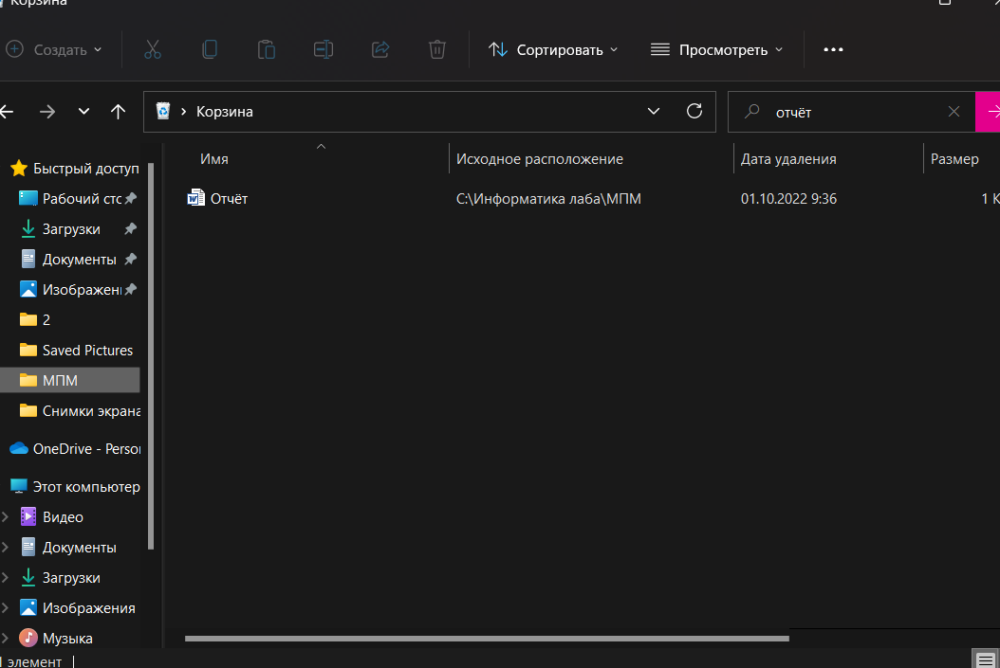 Корзина
Создать
Сортировать
Просмотреть
Корзина
отчёт
Имя
Исходное расположение
Дата удаления
Размер
Отчёт
C:\Информатика лаба\МПМ
01.10.2022 9:36
1 К
Быстрый доступ
Рабочий сто
Загрузки
Документы
Изображени
2
Saved Pictures
МПМ
Снимки экрана
OneDrive - Person
Этот компьютер
Видео
Документы
Загрузки
Изображения
Музыка
1 элемент